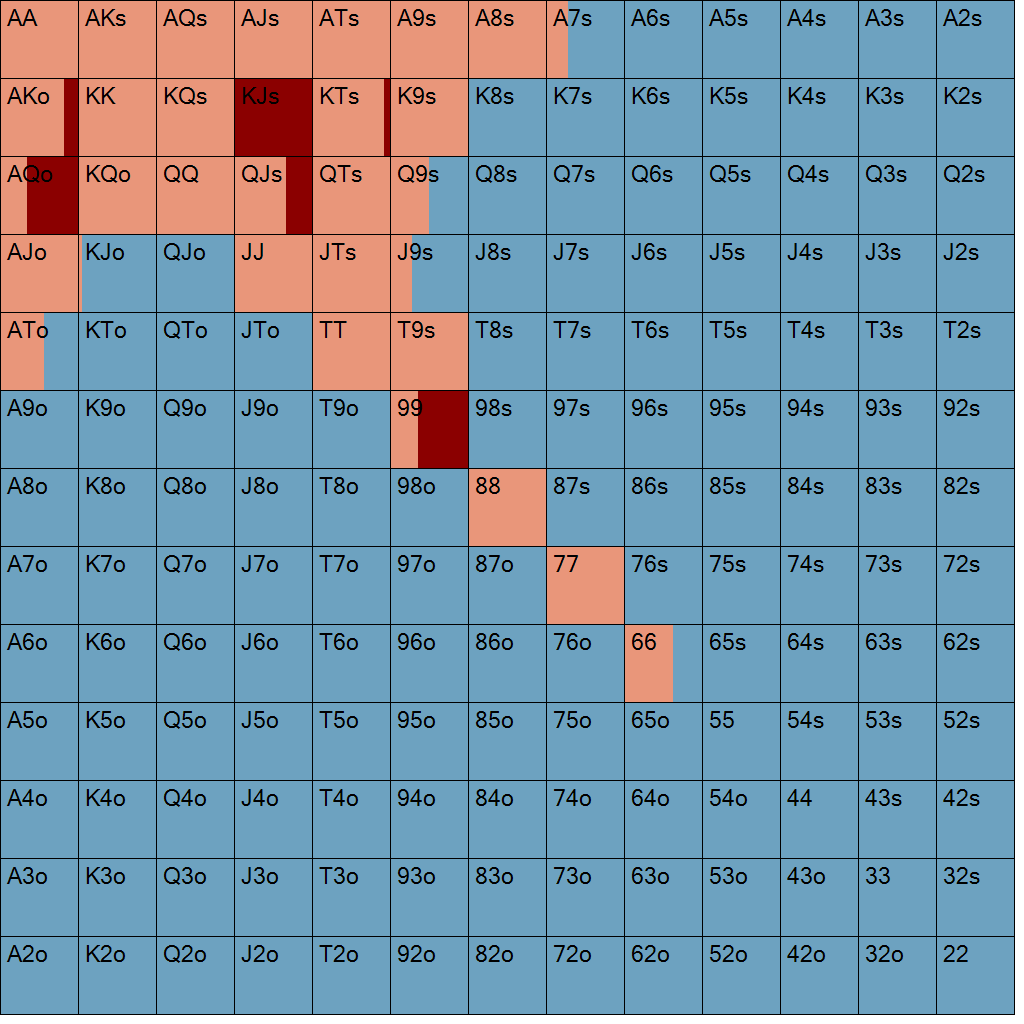 AA AKs AQs AJs ATs A9s A8s A7s A6s A5s A4s A3s A2s
AKo KK KQs KJs KTs K9s K8s K7s K6s K5s K4s K3s K2s
AQo KQo QQ QJs QTs Q9s Q8s Q7s Q6s Q5s Q4s Q3s Q2s
AJo KJo QJo JJ JTs J9s J8s J7s J6s J5s J4s J3s J2s
ATo KTo QTo JTo TT T9s T8s T7s T6s T5s T4s T3s T2s
A9o K9o Q9o J9o T9o 99 98s 97s 96s 95s 94s 93s 92s
A8o K8o Q8o J8o T8o 98o 88 87s 86s 85s 84s 83s 82s
A7o K7o Q7o J7o T7o 97o 87o 77 76s 75s 74s 73s 72s
A6o K6o Q6o J6o T6o 96o 86o 76o 66 65s 64s 63s 62s
A5o K5o Q5o J5o T5o 95o 85o 75o 65o 55 54s 53s 52s
A4o K4o Q4o J4o T4o 94o 84o 74o 64o 54o 44 43s 42s
A3o K3o Q3o J3o T3o 93o 83o 73o 63o 53o 43o 33 32s
A2o K2o Q2o J2o T2o 92o 82o 72o 62o 52o 42o 32o 22